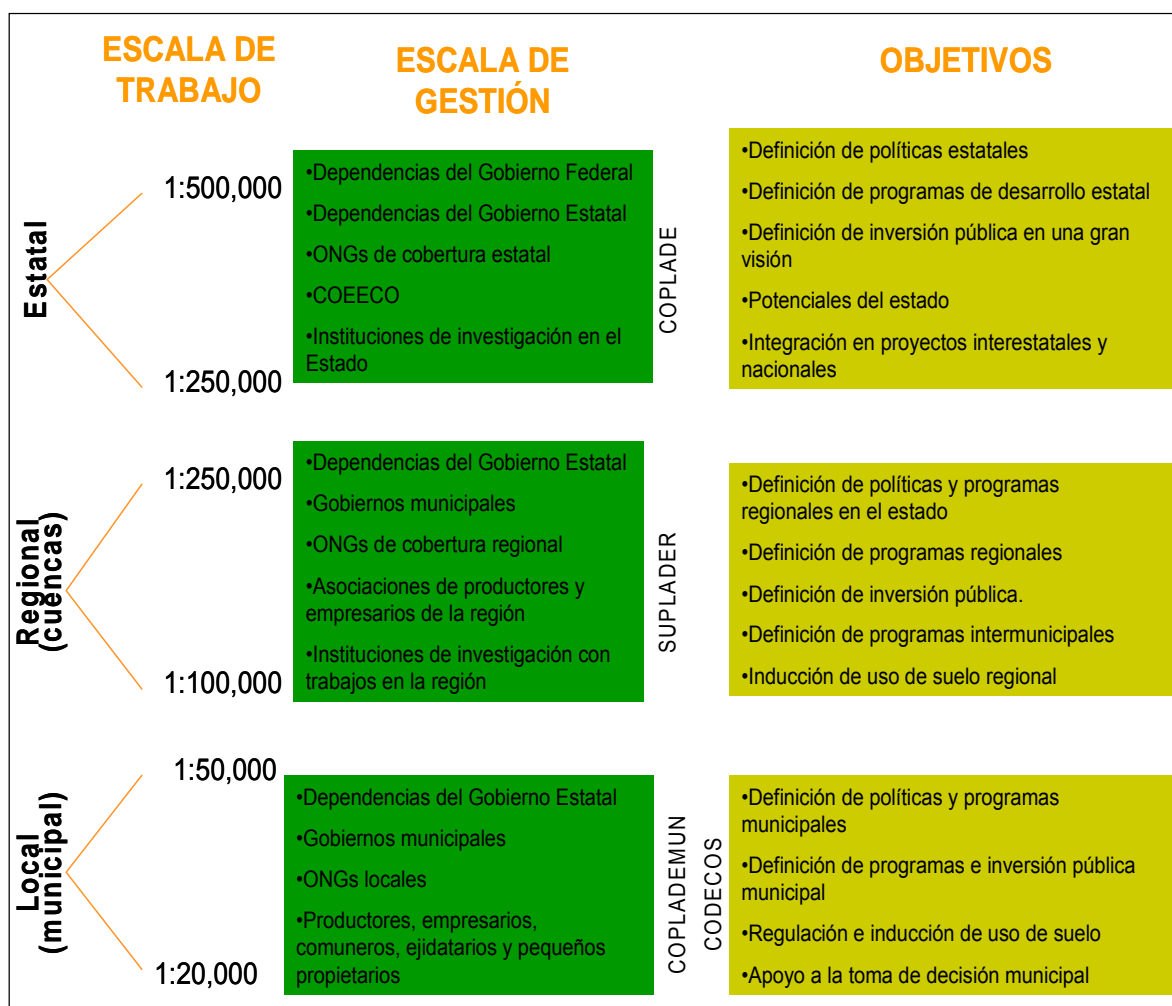 ESCALA DE
TRABAJO
ESCALA DE
GESTIÓN
OBJETIVOS
Estatal
1:500,000
1:250,000
•Dependencias del Gobierno Federal
•Dependencias del Gobierno Estatal
•ONGs de cobertura estatal
•COEECO
•Instituciones de investigación en el
Estado
COPLADE
•Definición de políticas estatales
•Definición de programas de desarrollo estatal
•Definición de inversión pública en una gran
visión
•Potenciales del estado
•Integración en proyectos interestatales y
nacionales
Regional
(cuencas)
1:250,000
1:100,000
•Dependencias del Gobierno Estatal
•Gobiernos municipales
•ONGs de cobertura regional
•Asociaciones de productores y
empresarios de la región
•Instituciones de investigación con
trabajos en la región
SUPLADER
•Definición de políticas y programas
regionales en el estado
•Definición de programas regionales
•Definición de inversión pública.
•Definición de programas intermunicipales
•Inducción de uso de suelo regional
Local
(municipal)
1:50,000
1:20,000
•Dependencias del Gobierno Estatal
•Gobiernos municipales
•ONGs locales
•Productores, empresarios,
comuneros, ejidatarios y pequeños
propietarios
COPLADEMUN
CODECOS
•Definición de políticas y programas
municipales
•Definición de programas e inversión pública
municipal
•Regulación e inducción de uso de suelo
•Apoyo a la toma de decisión municipal